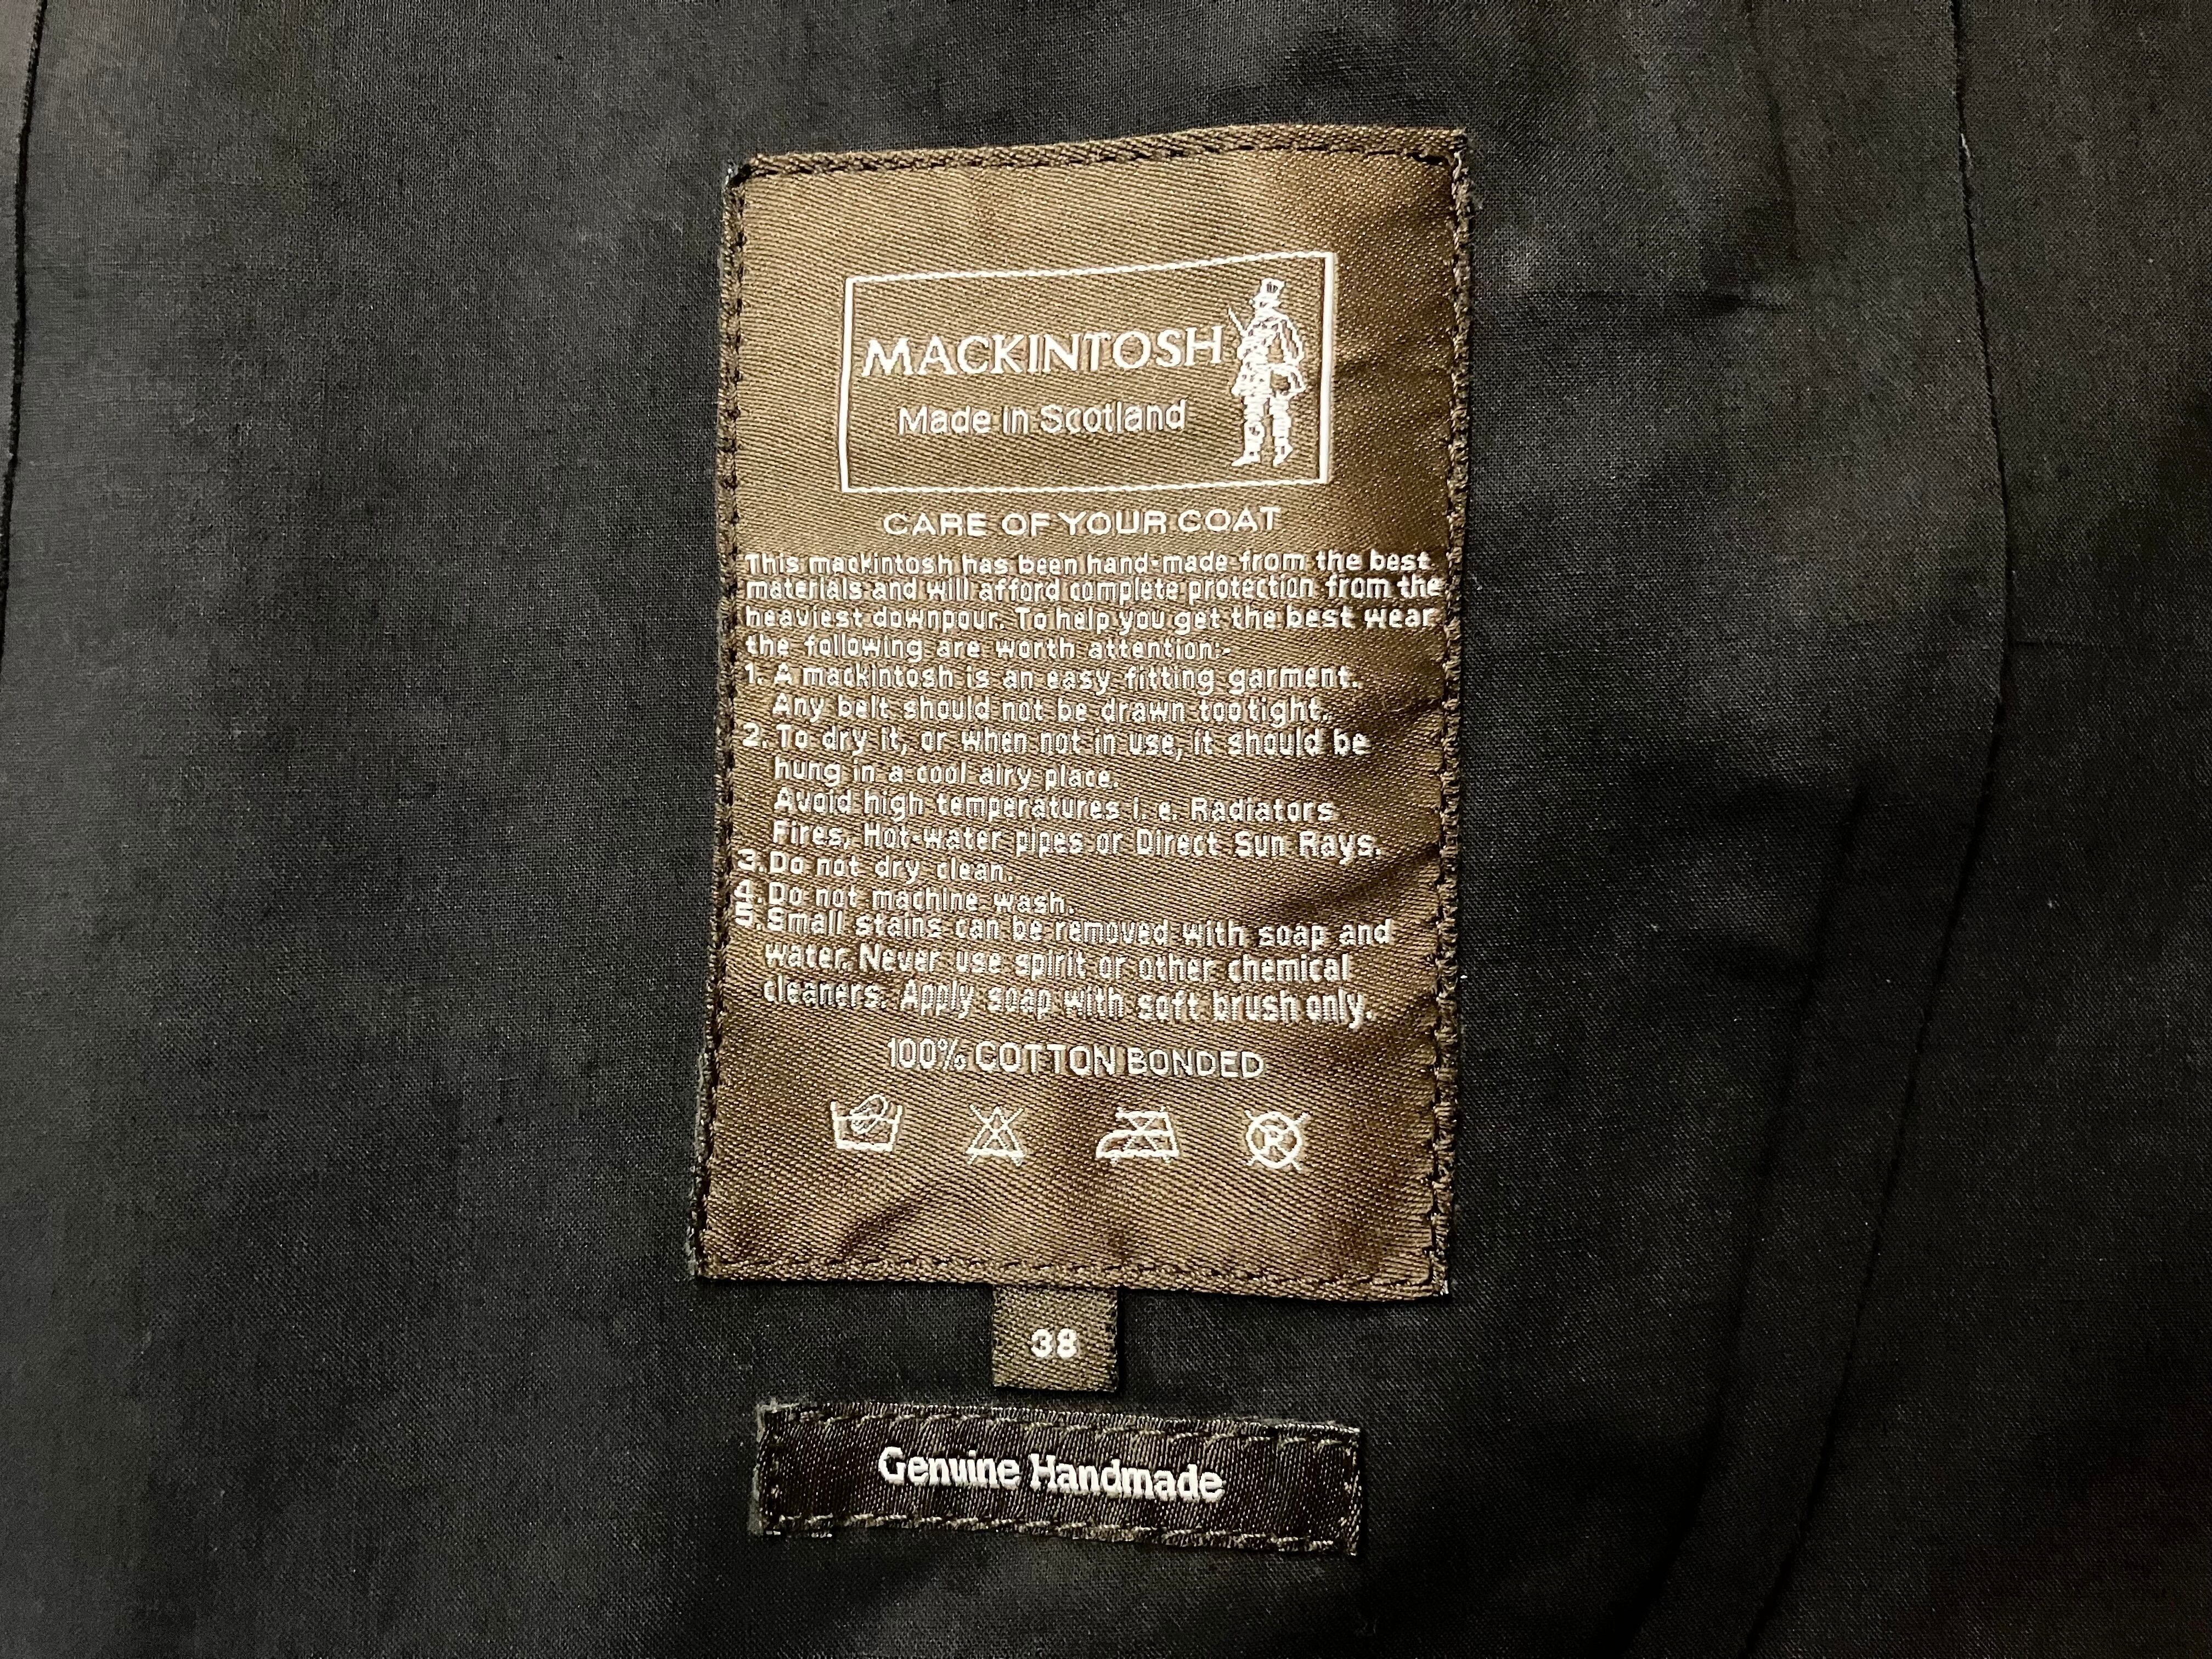 MACKINTOSH
Made in Scotland
CARE OF YOUR COAT
This mackintosh has been hand-made from the best
materials and will afford complete protection from the
heaviest downpour. To help you get the best wear
the following are worth attention:-
1. A mackintosh is an easy fitting garment.
Any belt should not be drawn too tight.
2. To dry it, or when not in use, it should be
hung in a cool airy place.
Avoid high temperatures i. e. Radiators
Fires, Hot-water pipes or Direct Sun Rays.
3. Do not dry clean.
4. Do not machine wash.
5. Small stains can be removed with soap and
water. Never use spirit or other chemical
cleaners. Apply soap with soft brush only.
100% COTTON BONDED
R
38
Genuine Handmade